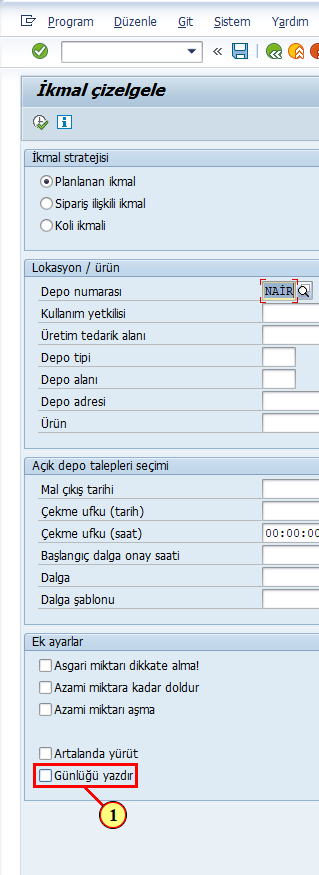 Program Düzenle Git Sistem Yardım
İkmal çizelgele
İkmal stratejisi
Planlanan ikmal
Sipariş ilişkili ikmal
Koli ikmali
Lokasyon / ürün
Depo numarası NAİR
Kullanım yetkilisi
Üretim tedarik alanı
Depo tipi
Depo alanı
Depo adresi
Ürün
Açık depo talepleri seçimi
Mal çıkış tarihi
Çekme ufku (tarih)
Çekme ufku (saat) 00:00:00
Başlangıç dalga onay saati
Dalga
Dalga şablonu
Ek ayarlar
Asgari miktarı dikkate alma!
Azami miktara kadar doldur
Azami miktarı aşma
Artalanda yürüt
Günlüğü yazdır
1